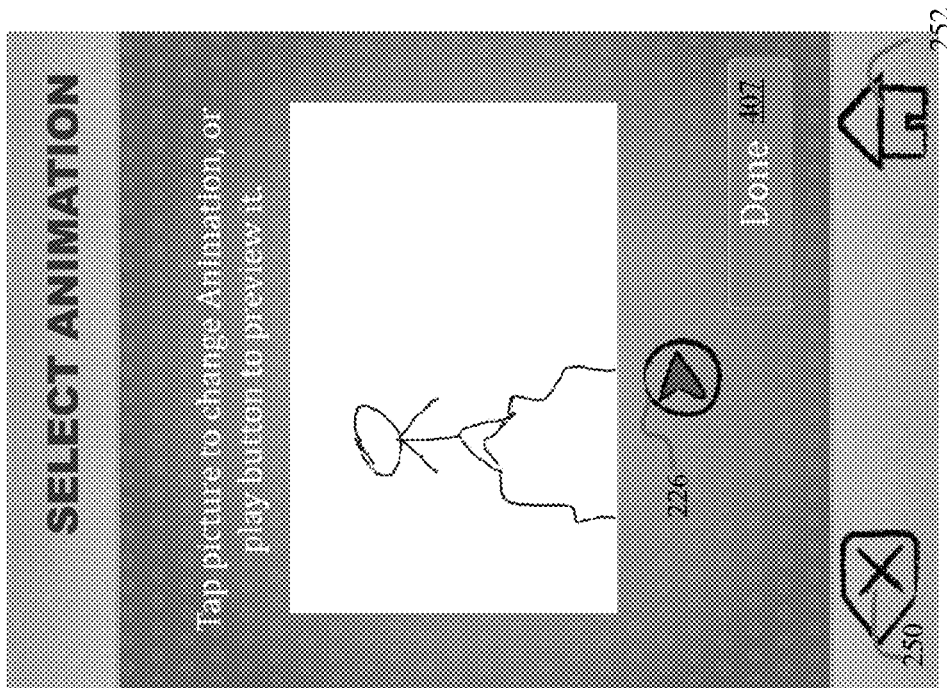 SELECT ANIMATION
Tap picture to change Animation, or
play button to preview it.
226
Done 407
250
252